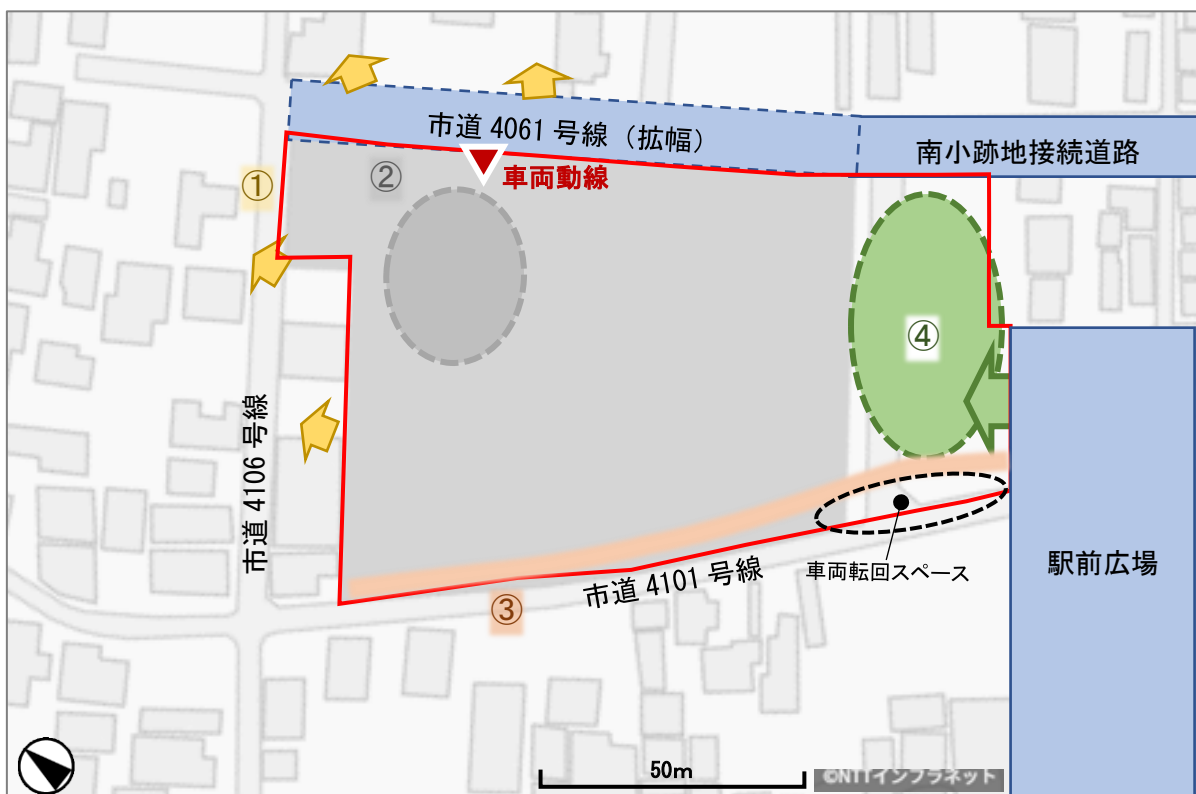 市道 4061 号線（拡幅）
南小跡地接続道路
①
②
車両動線
④
市道 4106 号線
車両転回スペース
駅前広場
市道 4101 号線
③
50m
©NTTインフラネット